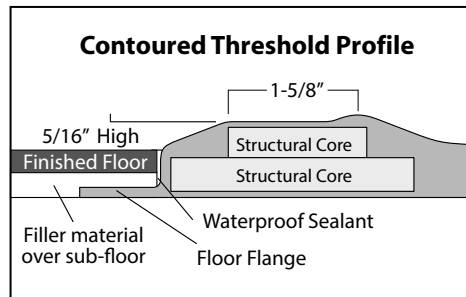 Contoured Threshold Profile
1-5/8”
5/16” High
Structural Core
Finished Floor
Structural Core
Waterproof Sealant
Filler material
over sub-floor
Floor Flange